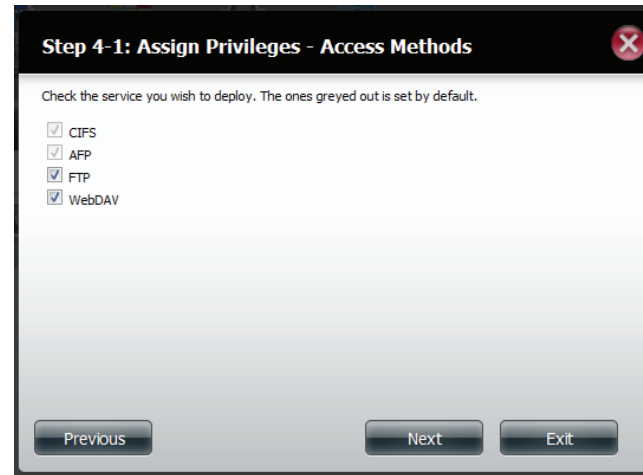 Step 4-1: Assign Privileges - Access Methods
Check the service you wish to deploy. The ones greyed out is set by default.
CIFS
AFP
FTP
WebDAV
Previous Next Exit